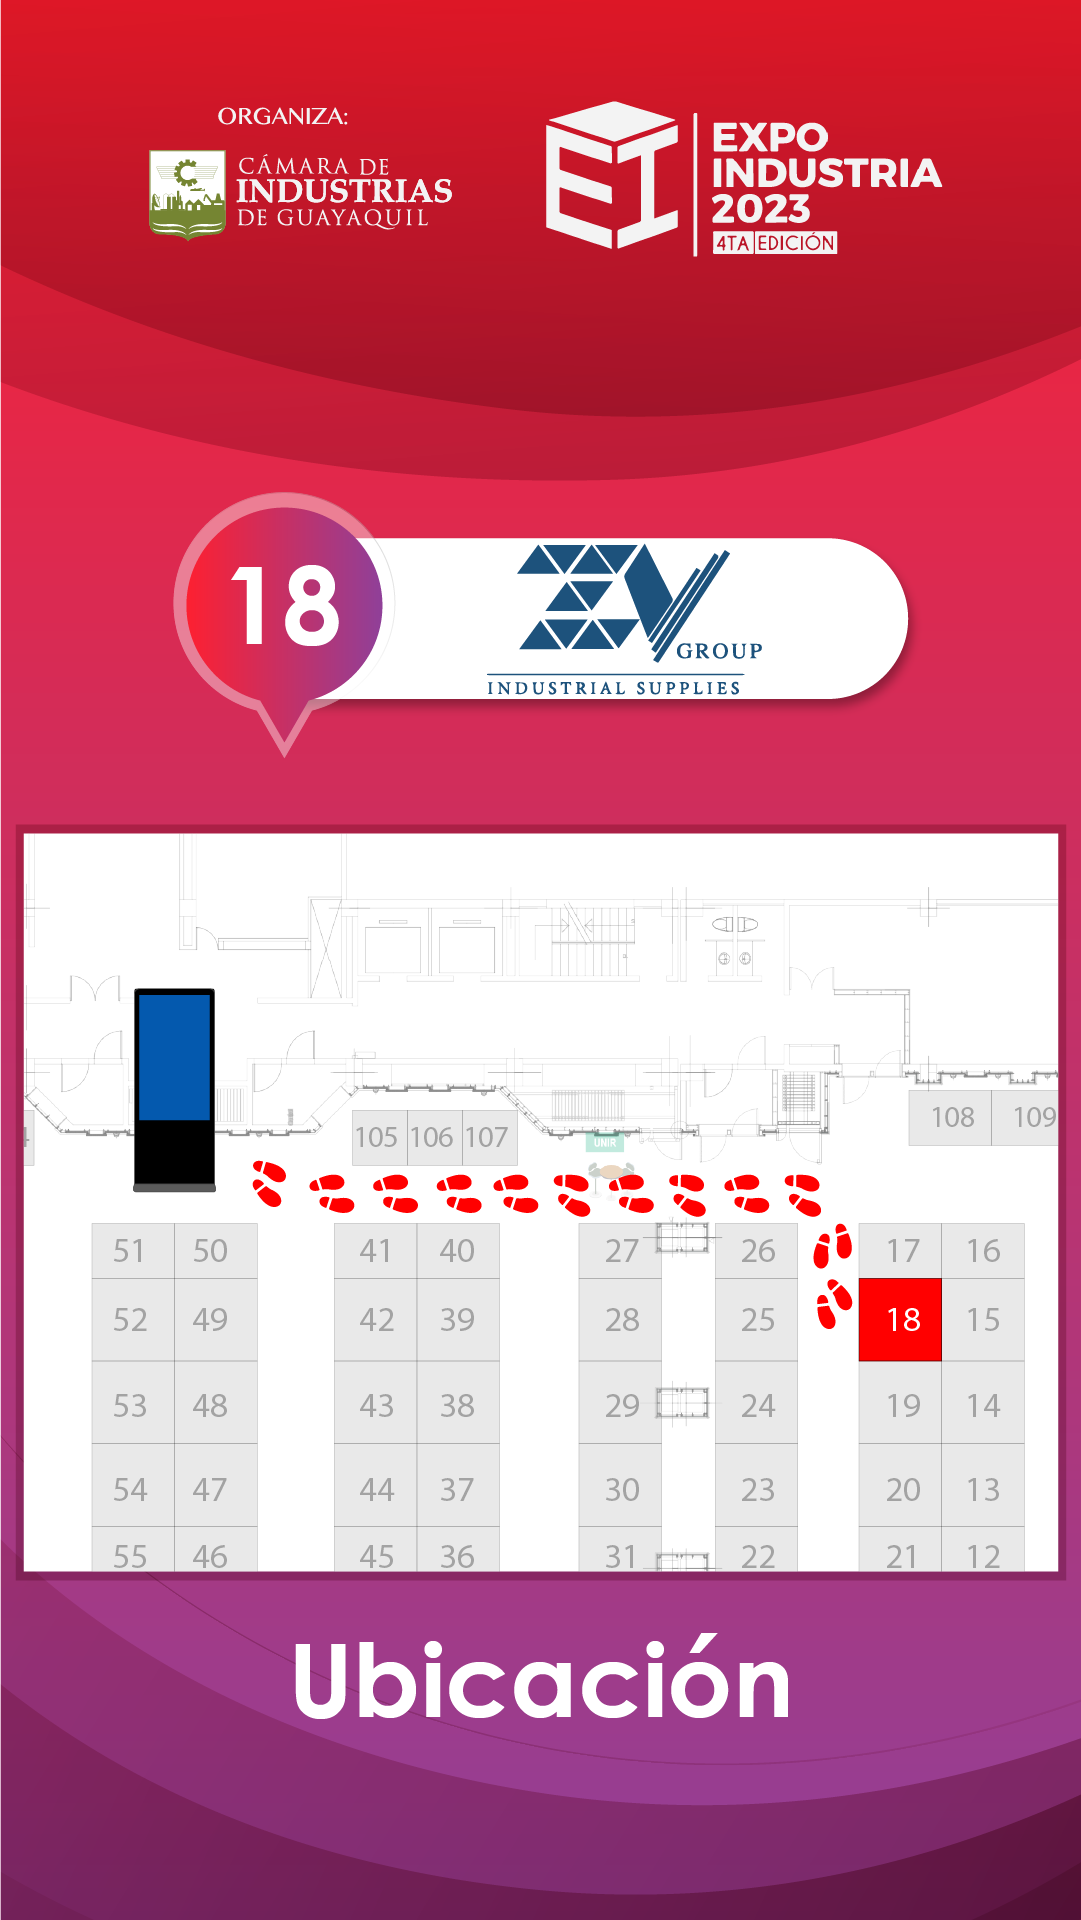 ORGANIZA:
CÁMARA DE
INDUSTRIAS
DE GUAYAQUIL
EXPO
INDUSTRIA
2023
4TA EDICIÓN
18
EV
GROUP
INDUSTRIAL SUPPLIES
108 109
105 106 107
UNIR
51 50 41 40 27 26 17 16
52 49 42 39 28 25 18 15
53 48 43 38 29 24 19 14
54 47 44 37 30 23 20 13
55 46 45 36 31 22 21 12
Ubicación